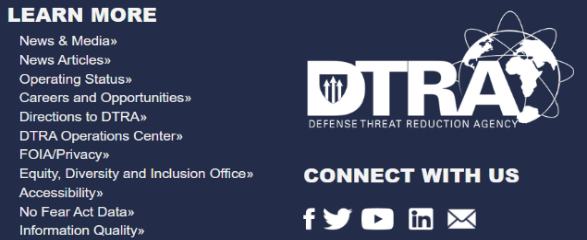 LEARN MORE
News & Media»
News Articles»
Operating Status»
Careers and Opportunities»
Directions to DTRA»
DTRA Operations Center»
FOIA/Privacy»
Equity, Diversity and Inclusion Office»
Accessibility»
No Fear Act Data»
Information Quality»
DTRA
DEFENSE THREAT REDUCTION AGENCY
CONNECT WITH US